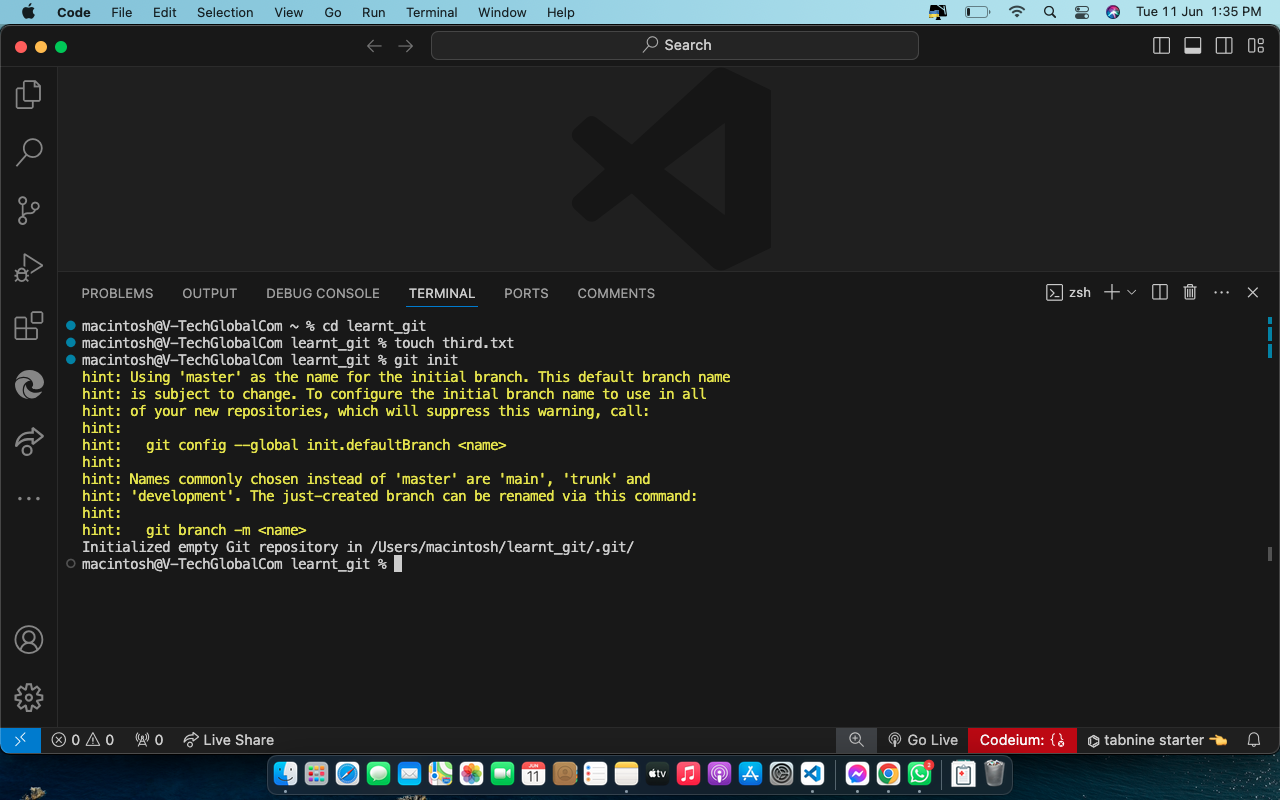 Code File Edit Selection View Go Run Terminal Window Help Tue 11 Jun 1:35 PM
Search
PROBLEMS OUTPUT DEBUG CONSOLE TERMINAL PORTS COMMENTS zsh
macintosh@V-TechGlobalCom ~ % cd learnt_git
macintosh@V-TechGlobalCom learnt_git % touch third.txt
macintosh@V-TechGlobalCom learnt_git % git init
hint: Using 'master' as the name for the initial branch. This default branch name
hint: is subject to change. To configure the initial branch name to use in all
hint: of your new repositories, which will suppress this warning, call:
hint:
hint:   git config --global init.defaultBranch <name>
hint:
hint: Names commonly chosen instead of 'master' are 'main', 'trunk' and
hint: 'development'. The just-created branch can be renamed via this command:
hint:
hint:   git branch -m <name>
Initialized empty Git repository in /Users/macintosh/learnt_git/.git/
macintosh@V-TechGlobalCom learnt_git %
0 0 0 Live Share Go Live Codeium: {} tabnine starter
JUN
11
tv
2